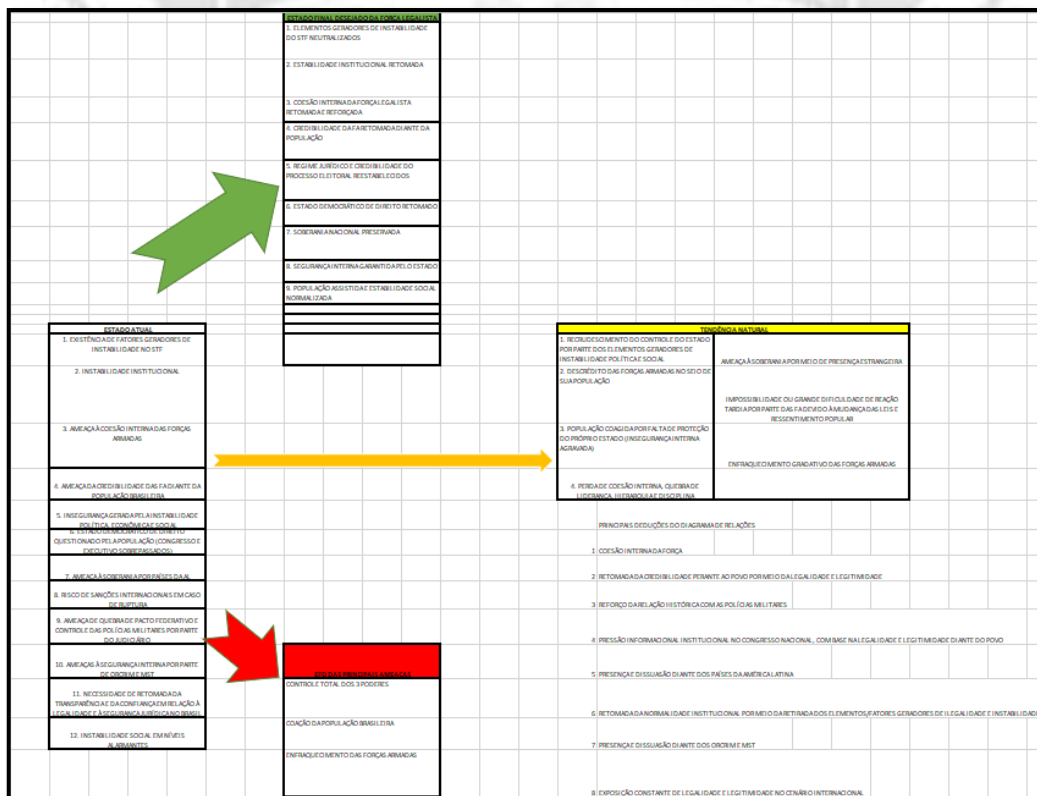 ESTADO FINAL DESEJADO DA FORÇA LEGALISTA
1. ELEMENTOS GERADORES DE INSTABILIDADE
DO STF NEUTRALIZADOS
2. ESTABILIDADE INSTITUCIONAL RETOMADA
3. COESÃO INTERNA DA FORÇA LEGALISTA
RETOMADA E REFORÇADA
4. CREDIBILIDADE DA FA RETOMADA DIANTE DA
POPULAÇÃO
5. REGIME JURÍDICO E CREDIBILIDADE DO
PROCESSO ELEITORAL REESTABELECIDOS
6. ESTADO DEMOCRÁTICO DE DIREITO RETOMADO
7. SOBERANIA NACIONAL PRESERVADA
8. SEGURANÇA INTERNA GARANTIDA PELO ESTADO
9. POPULAÇÃO ASSISTIDA E ESTABILIDADE SOCIAL
NORMALIZADA
ESTADO ATUAL
1. EXISTÊNCIA DE FATORES GERADORES DE
INSTABILIDADE NO STF
2. INSTABILIDADE INSTITUCIONAL
3. AMEAÇA À COESÃO INTERNA DAS FORÇAS
ARMADAS
4. AMEAÇA DA CREDIBILIDADE DAS FA DIANTE DA
POPULAÇÃO BRASILEIRA
5. INSEGURANÇA GERADA PELA INSTABILIDADE
POLÍTICA, ECONÔMICA E SOCIAL
6. ESTADO DEMOCRÁTICO DE DIREITO
QUESTIONADO PELA POPULAÇÃO (CONGRESSO E
EXECUTIVO SOBREPASSADOS)
7. AMEAÇA À SOBERANIA POR PAÍSES DA AL
8. RISCO DE SANÇÕES INTERNACIONAIS EM CASO
DE RUPTURA
9. AMEAÇA DE QUEBRA DE PACTO FEDERATIVO E
CONTROLE DAS POLÍCIAS MILITARES POR PARTE
DO JUDICIÁRIO
10. AMEAÇAS À SEGURANÇA INTERNA POR PARTE
DE ORCRIM E MST
11. NECESSIDADE DE RETOMADA DA
TRANSPARÊNCIA E DA CONFIANÇA EM RELAÇÃO À
LEGALIDADE E À SEGURANÇA JURÍDICA NO BRASIL
12. INSTABILIDADE SOCIAL EM NÍVEIS
ALARMANTES
TENDÊNCIA NATURAL
1. RECRUDESCIMENTO DO CONTROLE DO ESTADO
POR PARTE DOS ELEMENTOS GERADORES DE
INSTABILIDADE POLÍTICA E SOCIAL
2. DESCRÉDITO DAS FORÇAS ARMADAS NO SEIO DE
SUA POPULAÇÃO
3. POPULAÇÃO COAGIDA POR FALTA DE PROTEÇÃO
DO PRÓPRIO ESTADO (INSEGURANÇA INTERNA
AGRAVADA)
4. PERDA DE COESÃO INTERNA, QUEBRA DE
LIDERANÇA, HIERARQUIA E DISCIPLINA
AMEAÇA À SOBERANIA POR MEIO DE PRESENÇA ESTRANGEIRA
IMPOSSIBILIDADE OU GRANDE DIFICULDADE DE REAÇÃO
TARDIA POR PARTE DAS FA DEVIDO À MUDANÇA DAS LEIS E
RESSENTIMENTO POPULAR
ENFRAQUECIMENTO GRADATIVO DAS FORÇAS ARMADAS
DAS PRINCIPAIS AMEAÇAS
CONTROLE TOTAL DOS 3 PODERES
COAÇÃO DA POPULAÇÃO BRASILEIRA
ENFRAQUECIMENTO DAS FORÇAS ARMADAS
PRINCIPAIS DEDUÇÕES DO DIAGRAMA DE RELAÇÕES
1 COESÃO INTERNA DA FORÇA
2 RETOMADA DA CREDIBILIDADE PERANTE AO POVO POR MEIO DA LEGALIDADE E LEGITIMIDADE
3 REFORÇO DA RELAÇÃO HISTÓRICA COM AS POLÍCIAS MILITARES
4 PRESSÃO INFORMACIONAL INSTITUCIONAL NO CONGRESSO NACIONAL, COM BASE NA LEGALIDADE E LEGITIMIDADE DIANTE DO POVO
5 PRESENÇA E DISSUASÃO DIANTE DOS PAÍSES DA AMÉRICA LATINA
6 RETOMADA DA NORMALIDADE INSTITUCIONAL POR MEIO DA RETIRADA DOS ELEMENTOS/FATORES GERADORES DE ILEGALIDADE E INSTABILIDADE
7 PRESENÇA E DISSUASÃO DIANTE DOS ORCRIM E MST
8 EXPOSIÇÃO CONSTANTE DE LEGALIDADE E LEGITIMIDADE NO CENÁRIO INTERNACIONAL